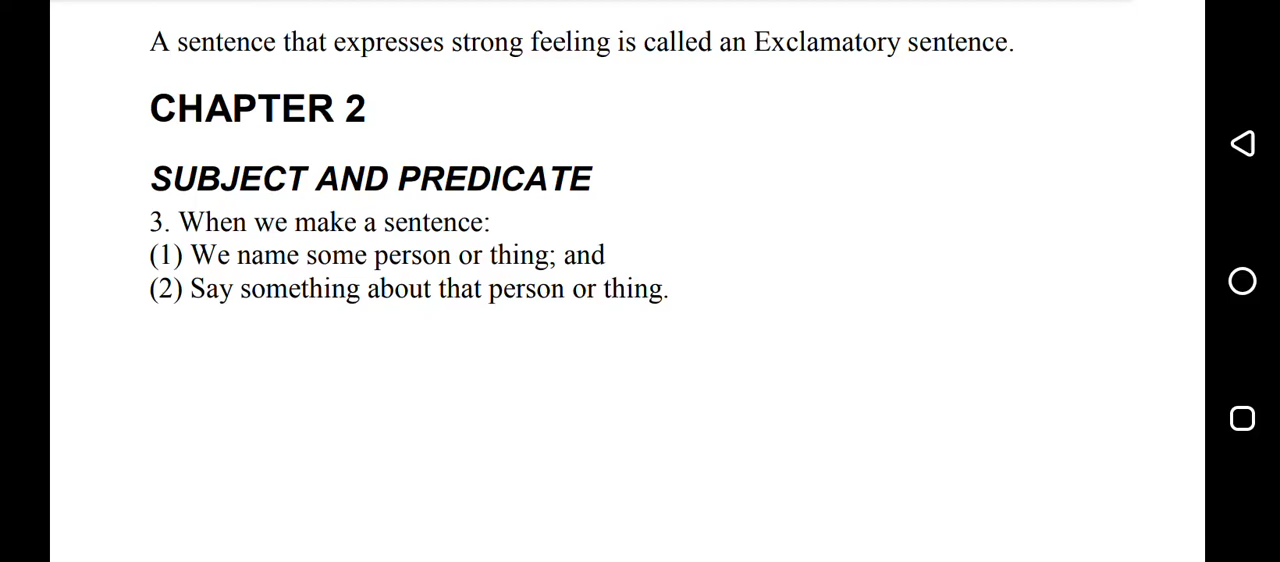 A sentence that expresses strong feeling is called an Exclamatory sentence.
CHAPTER 2
SUBJECT AND PREDICATE
3. When we make a sentence:
(1) We name some person or thing; and
(2) Say something about that person or thing.